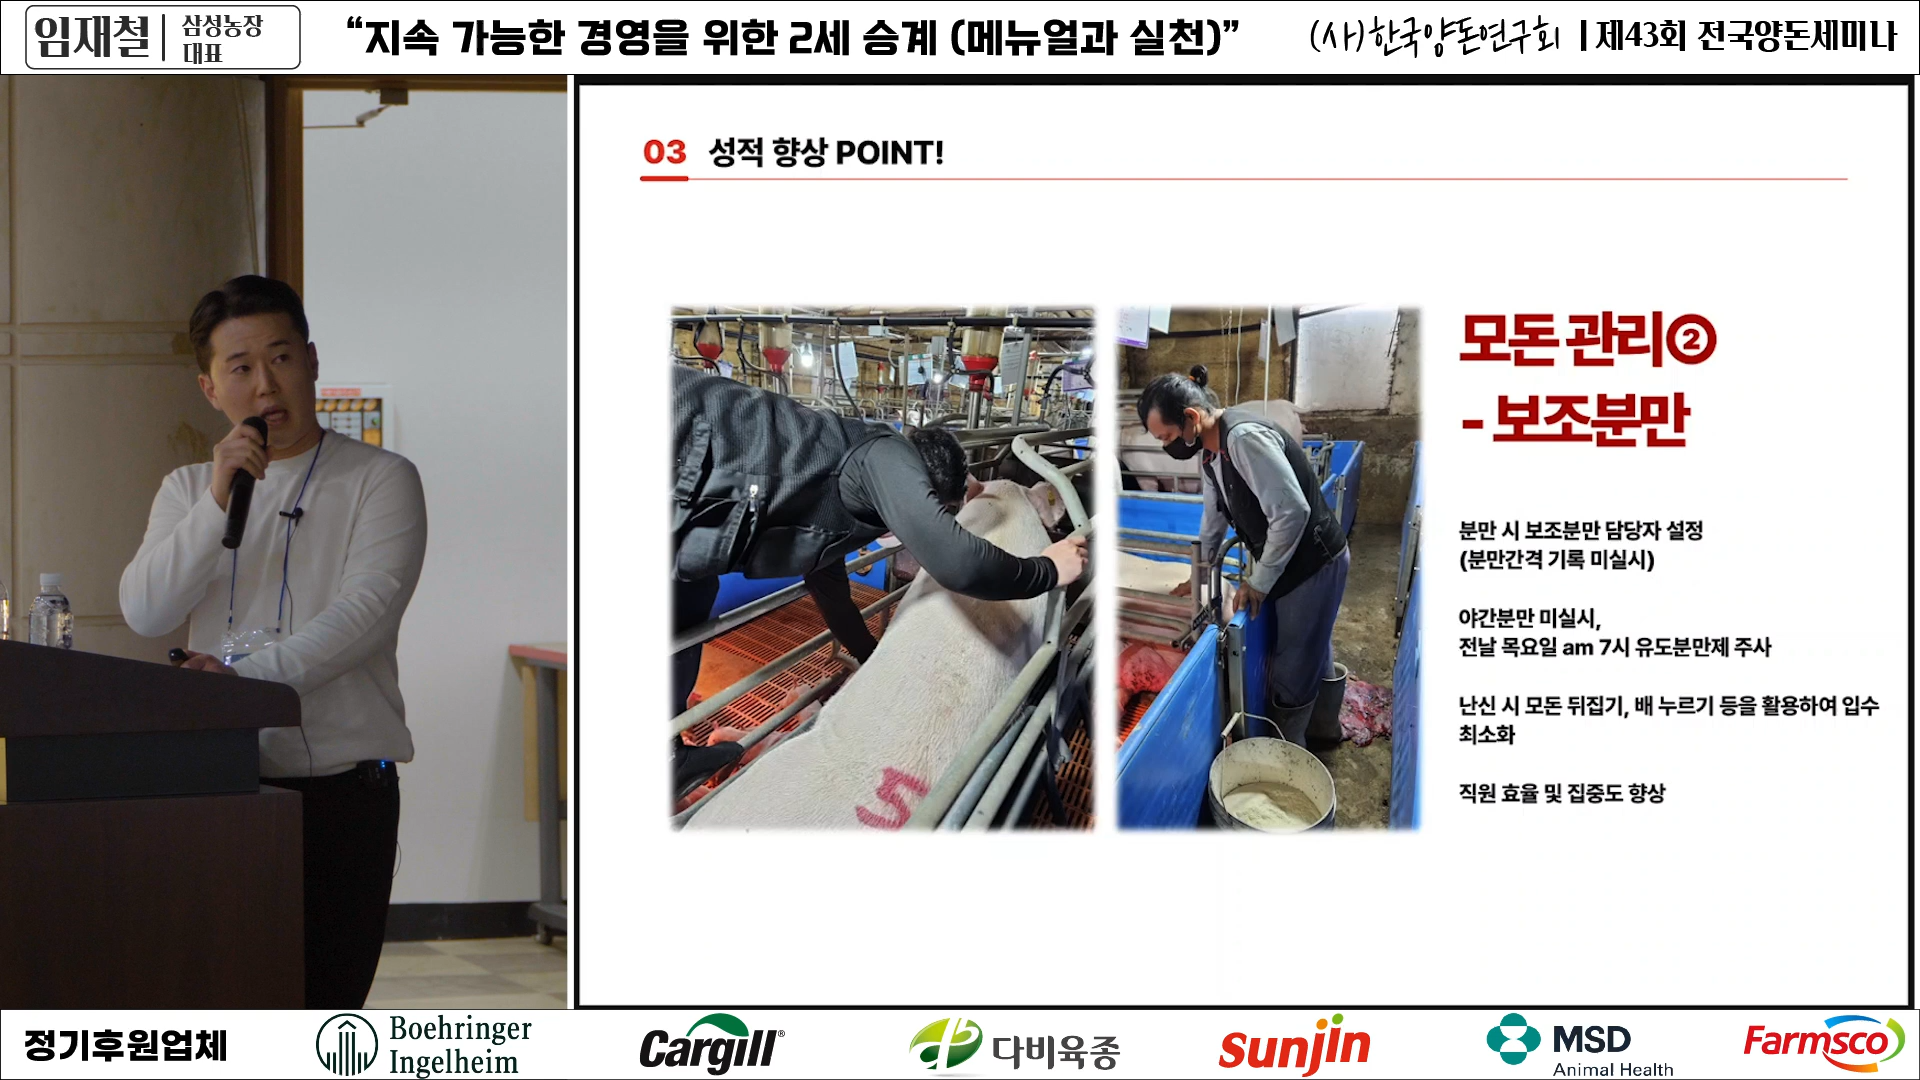 임재철
삼성농장
대표
“지속 가능한 경영을 위한 2세 승계 (메뉴얼과 실천)”
(사)한국양돈연구회 | 제43회 전국양돈세미나
03 성적 향상 POINT!
모돈 관리②
- 보조분만
분만 시 보조분만 담당자 설정
(분만간격 기록 미실시)
야간분만 미실시,
전날 목요일 am 7시 유도분만제 주사
난신 시 모돈 뒤집기, 배 누르기 등을 활용하여 입수
최소화
직원 효율 및 집중도 향상
5
정기후원업체
Boehringer
Ingelheim
Cargill®
다비육종
sunjin
MSD
Animal Health
Farmsco